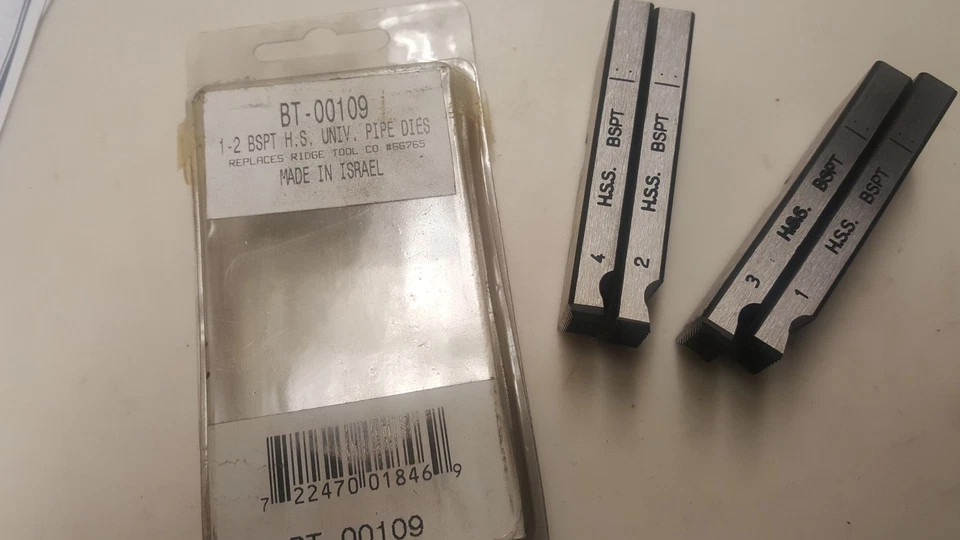 BT-00109
1-2 BSPT H.S. UNIV. PIPE DIES
REPLACES RIDGE TOOL CO #66765
MADE IN ISRAEL
7 22470 01846 9
BT-00109
4 H.S.S. BSPT
2 H.S.S. BSPT
3 H.S.S. BSPT
1 H.S.S. BSPT